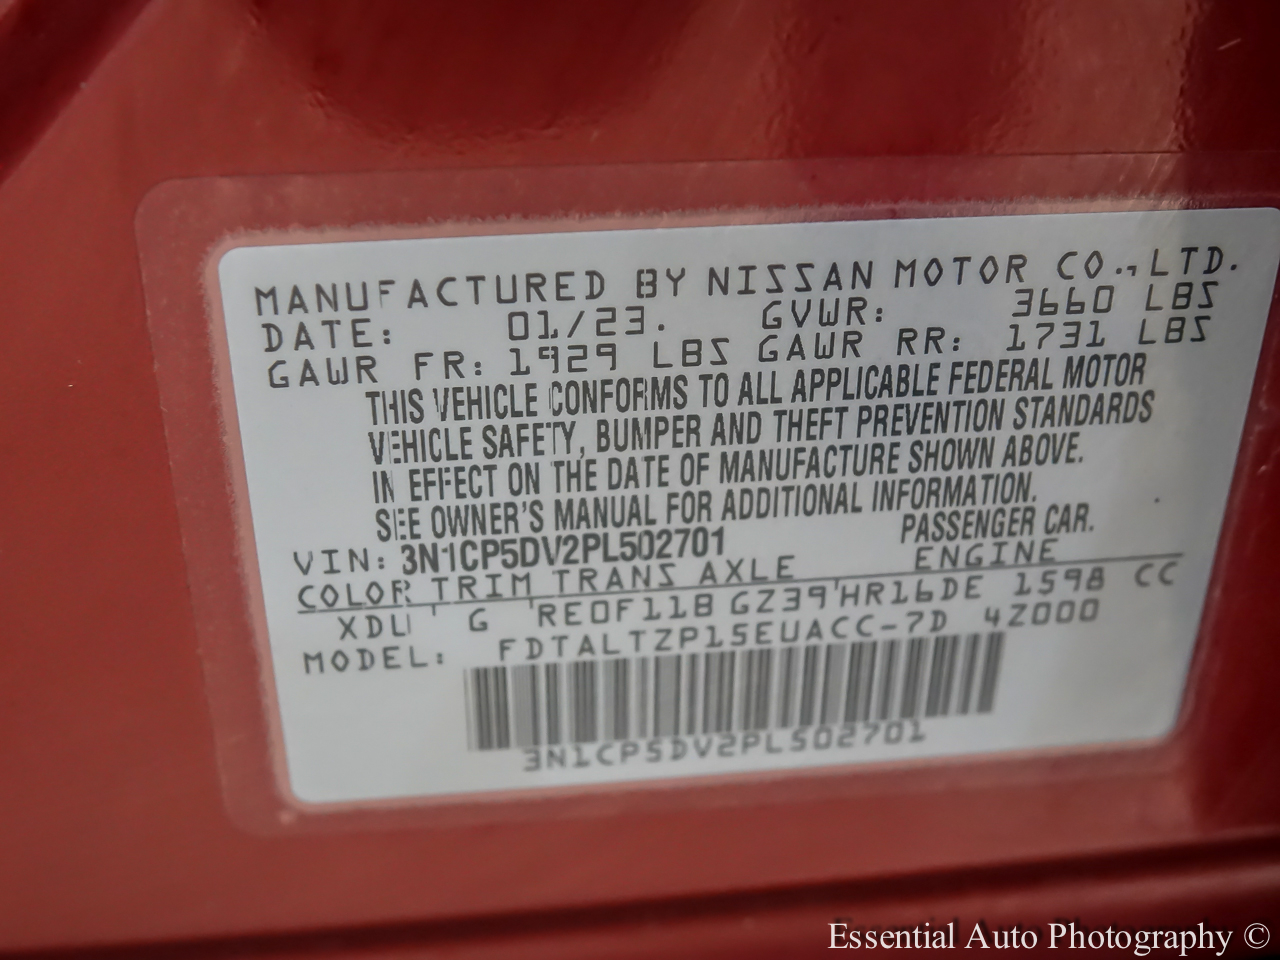 MANUFACTURED BY NISSAN MOTOR CO., LTD.
DATE: 01/23. GVWR: 3660 LBS
GAWR FR: 1929 LBS GAWR RR: 1731 LBS
THIS VEHICLE CONFORMS TO ALL APPLICABLE FEDERAL MOTOR
VEHICLE SAFETY, BUMPER AND THEFT PREVENTION STANDARDS
IN EFFECT ON THE DATE OF MANUFACTURE SHOWN ABOVE.
SEE OWNER'S MANUAL FOR ADDITIONAL INFORMATION.
VIN: 3N1CP5DV2PL502701 PASSENGER CAR.
COLOR TRIM TRANS AXLE ENGINE
XDU G RE0F11B GZ39 HR16DE 1598 CC
MODEL: FDTALTZP15EUACC-7D 4Z000
3N1CP5DV2PL502701
Essential Auto Photography ©